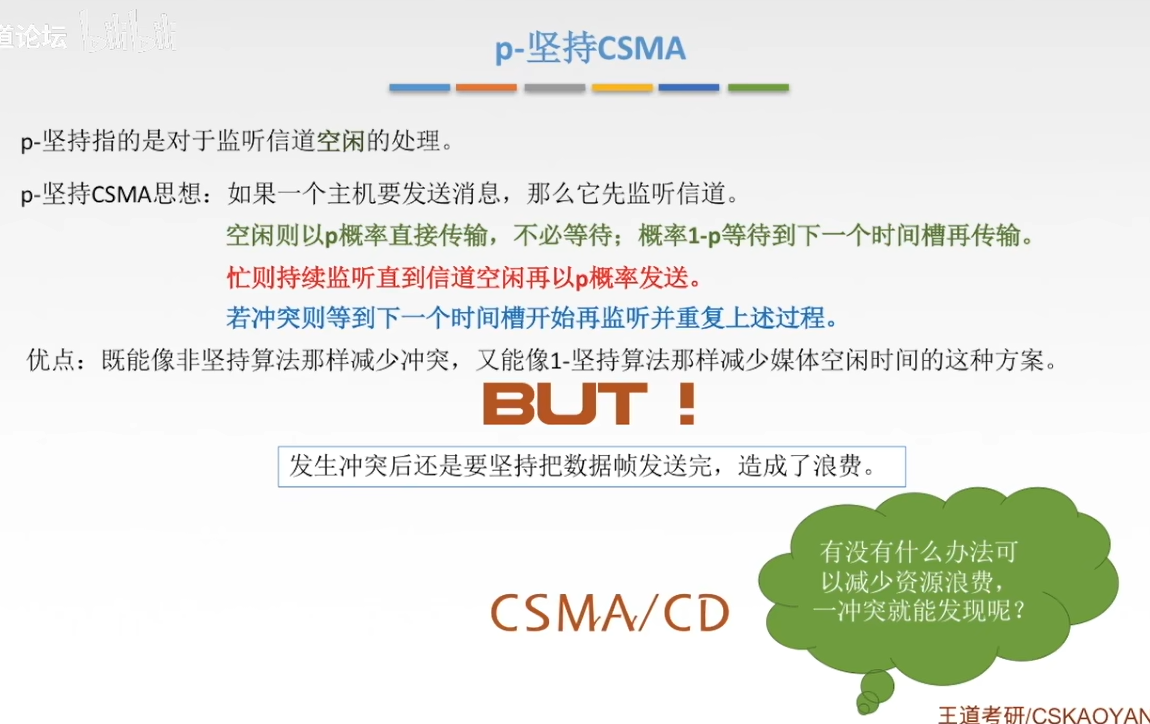 道论坛 bilibili
p-坚持CSMA
p-坚持指的是对于监听信道空闲的处理。
p-坚持CSMA思想：如果一个主机要发送消息，那么它先监听信道。
空闲则以p概率直接传输，不必等待；概率1-p等待到下一个时间槽再传输。
忙则持续监听直到信道空闲再以p概率发送。
若冲突则等到下一个时间槽开始再监听并重复上述过程。
优点：既能像非坚持算法那样减少冲突，又能像1-坚持算法那样减少媒体空闲时间的这种方案。
BUT！
发生冲突后还是要坚持把数据帧发送完，造成了浪费。
有没有什么办法可
以减少资源浪费，
一冲突就能发现呢？
CSMA/CD
王道考研/CSKAOYAN